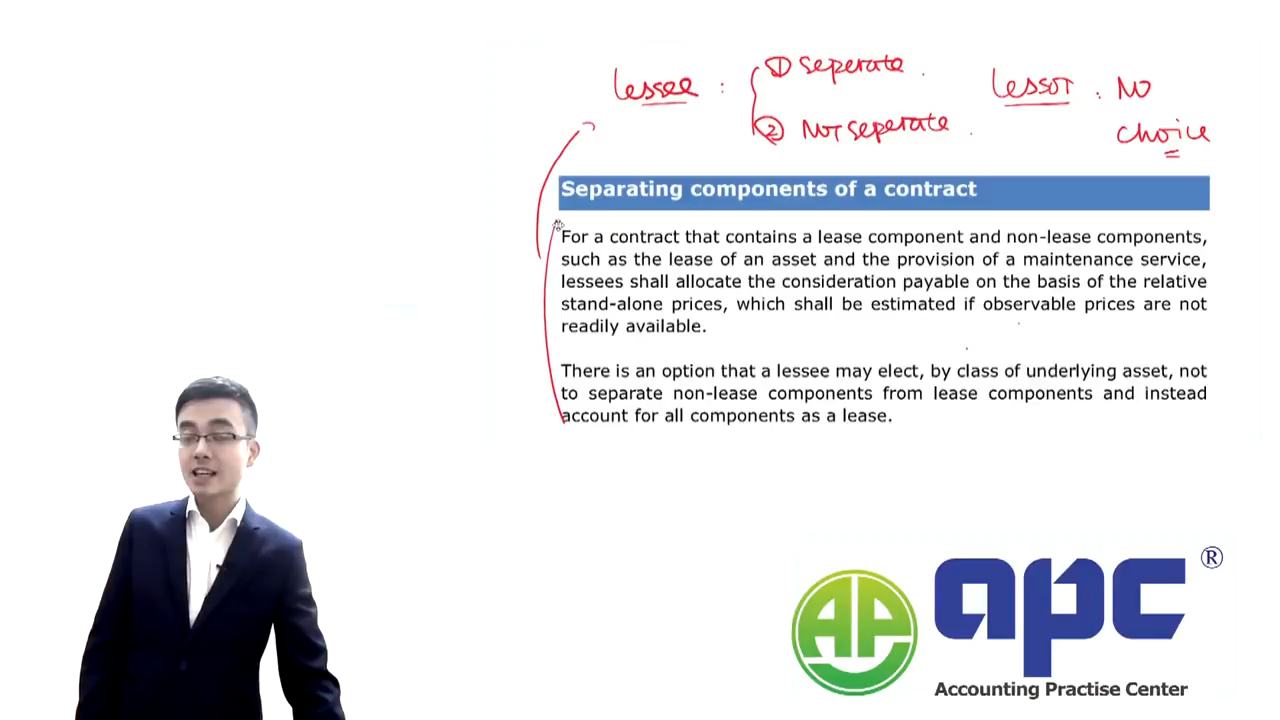 lessee : ① seperate . lessor . No
② Not seperate . choice
Separating components of a contract
For a contract that contains a lease component and non-lease components,
such as the lease of an asset and the provision of a maintenance service,
lessees shall allocate the consideration payable on the basis of the relative
stand-alone prices, which shall be estimated if observable prices are not
readily available.
There is an option that a lessee may elect, by class of underlying asset, not
to separate non-lease components from lease components and instead
account for all components as a lease.
AP
apc®
Accounting Practise Center